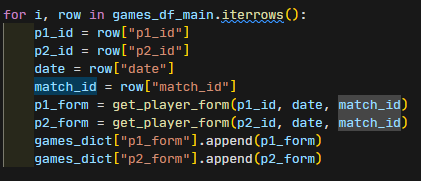 for i, row in games_df_main.iterrows():
    p1_id = row["p1_id"]
    p2_id = row["p2_id"]
    date = row["date"]
    match_id = row["match_id"]
    p1_form = get_player_form(p1_id, date, match_id)
    p2_form = get_player_form(p2_id, date, match_id)
    games_dict["p1_form"].append(p1_form)
    games_dict["p2_form"].append(p2_form)